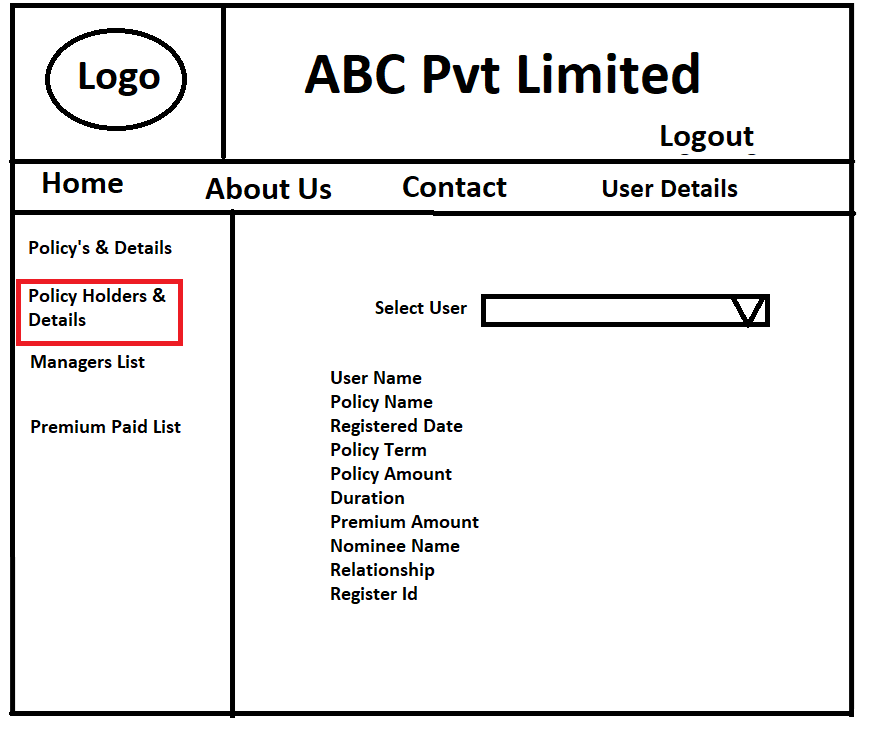 Logo
ABC Pvt Limited
Logout
Home
About Us
Contact
User Details
Policy's & Details
Policy Holders &
Details
Managers List
Premium Paid List
Select User
User Name
Policy Name
Registered Date
Policy Term
Policy Amount
Duration
Premium Amount
Nominee Name
Relationship
Register Id